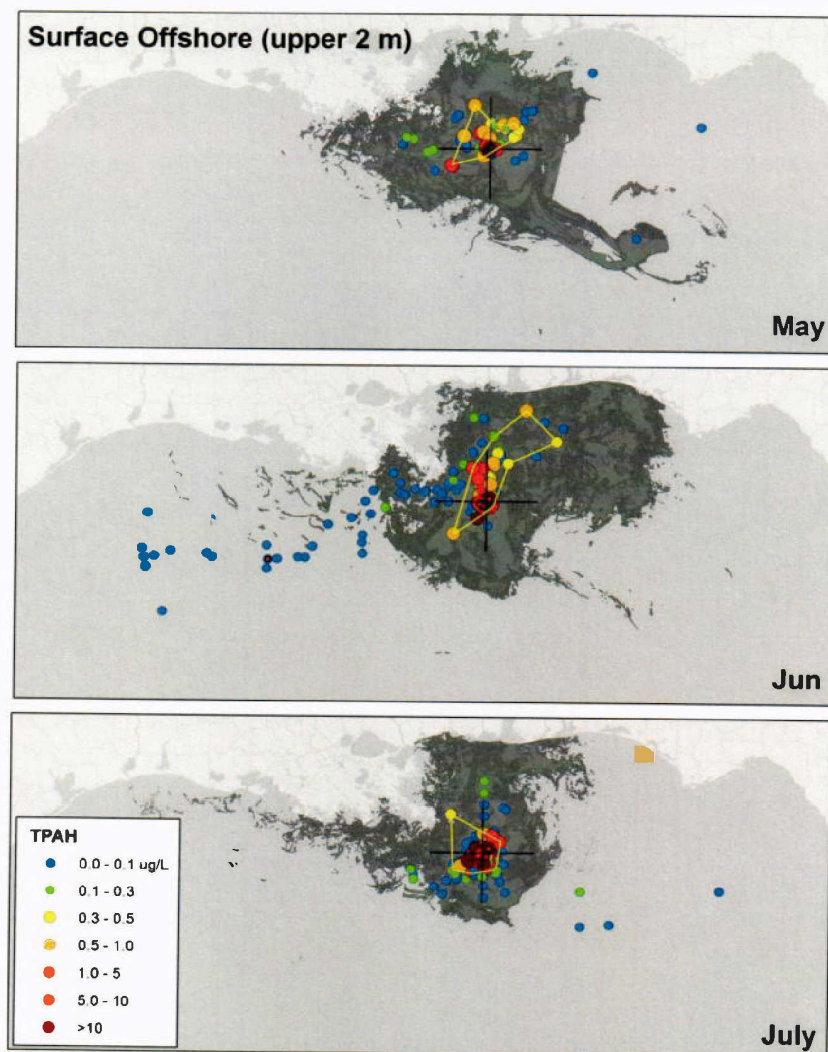 Surface Offshore (upper 2 m)
May
Jun
TPAH
0.0 - 0.1 ug/L
0.1 - 0.3
0.3 - 0.5
0.5 - 1.0
1.0 - 5
5.0 - 10
>10
July